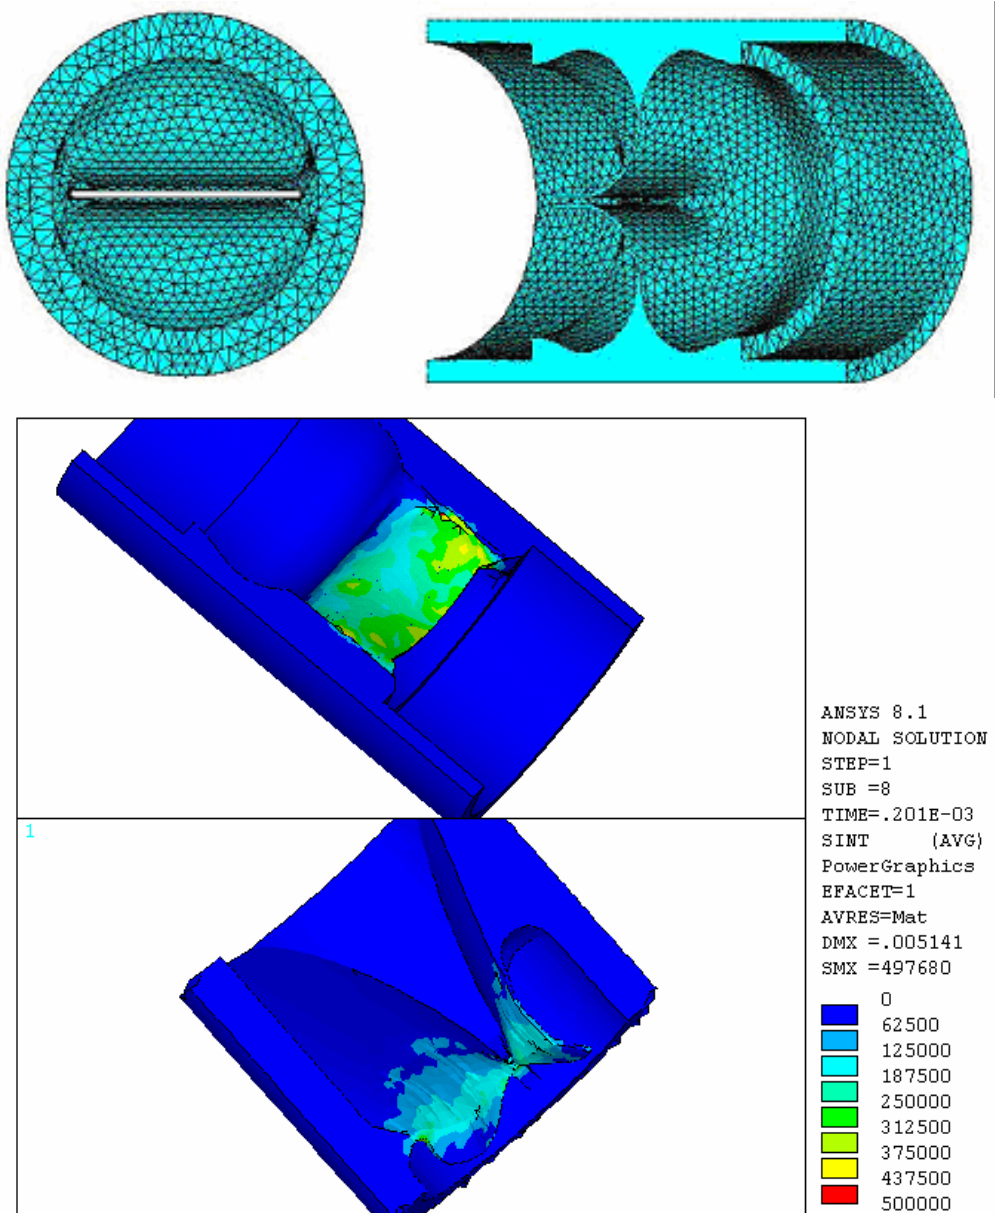 1
ANSYS 8.1
NODAL SOLUTION
STEP=1
SUB =8
TIME=.201E-03
SINT (AVG)
PowerGraphics
EFACET=1
AVRES=Mat
DMX =.005141
SMX =497680
0
62500
125000
187500
250000
312500
375000
437500
500000